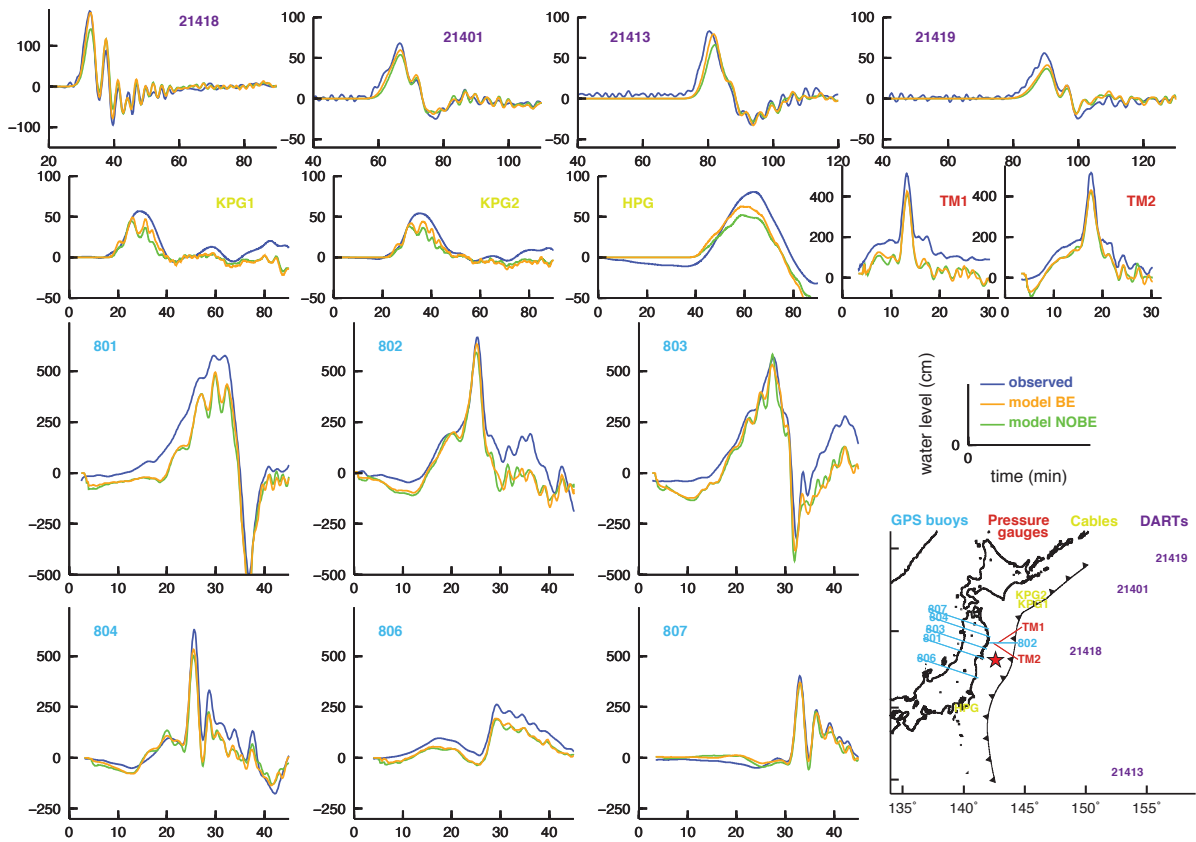 21418
21401
21413
21419
100
0
−100
20 40 60 80
100
50
0
−50
40 60 80 100
100
50
0
−50
40 60 80 100 120
100
50
0
−50
40 60 80 100 120
KPG1
KPG2
HPG
TM1
TM2
100
50
0
−50
0 20 40 60 80
100
50
0
−50
0 20 40 60 80
100
50
0
−50
0 20 40 60 80
400
200
0
0 10 20 30
400
200
0
0 10 20 30
801
802
803
500
250
0
−250
−500
0 10 20 30 40
500
250
0
−250
−500
0 10 20 30 40
500
250
0
−250
−500
0 10 20 30 40
water level (cm)
observed
model BE
model NOBE
0
0
time (min)
804
806
807
500
250
0
−250
0 10 20 30 40
500
250
0
−250
0 10 20 30 40
500
250
0
−250
0 10 20 30 40
GPS buoys Pressure gauges Cables DARTs
21419
21401
KPG2
KPG1
807
804
803
801
806
TM1
802
TM2
21418
HPG
21413
135° 140° 145° 150° 155°